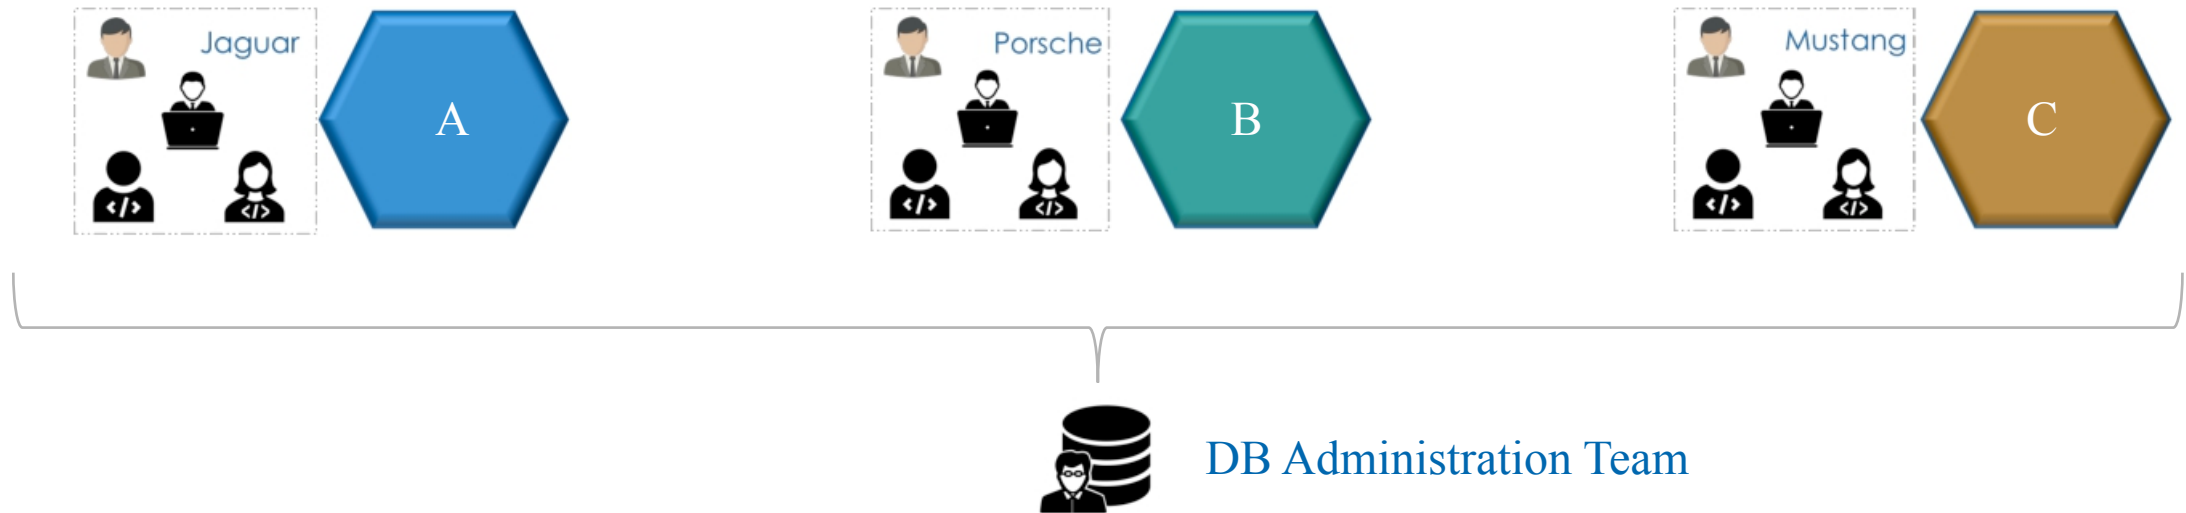 Jaguar
A
Porsche
B
Mustang
C
</>
</>
</>
</>
</>
</>
DB Administration Team